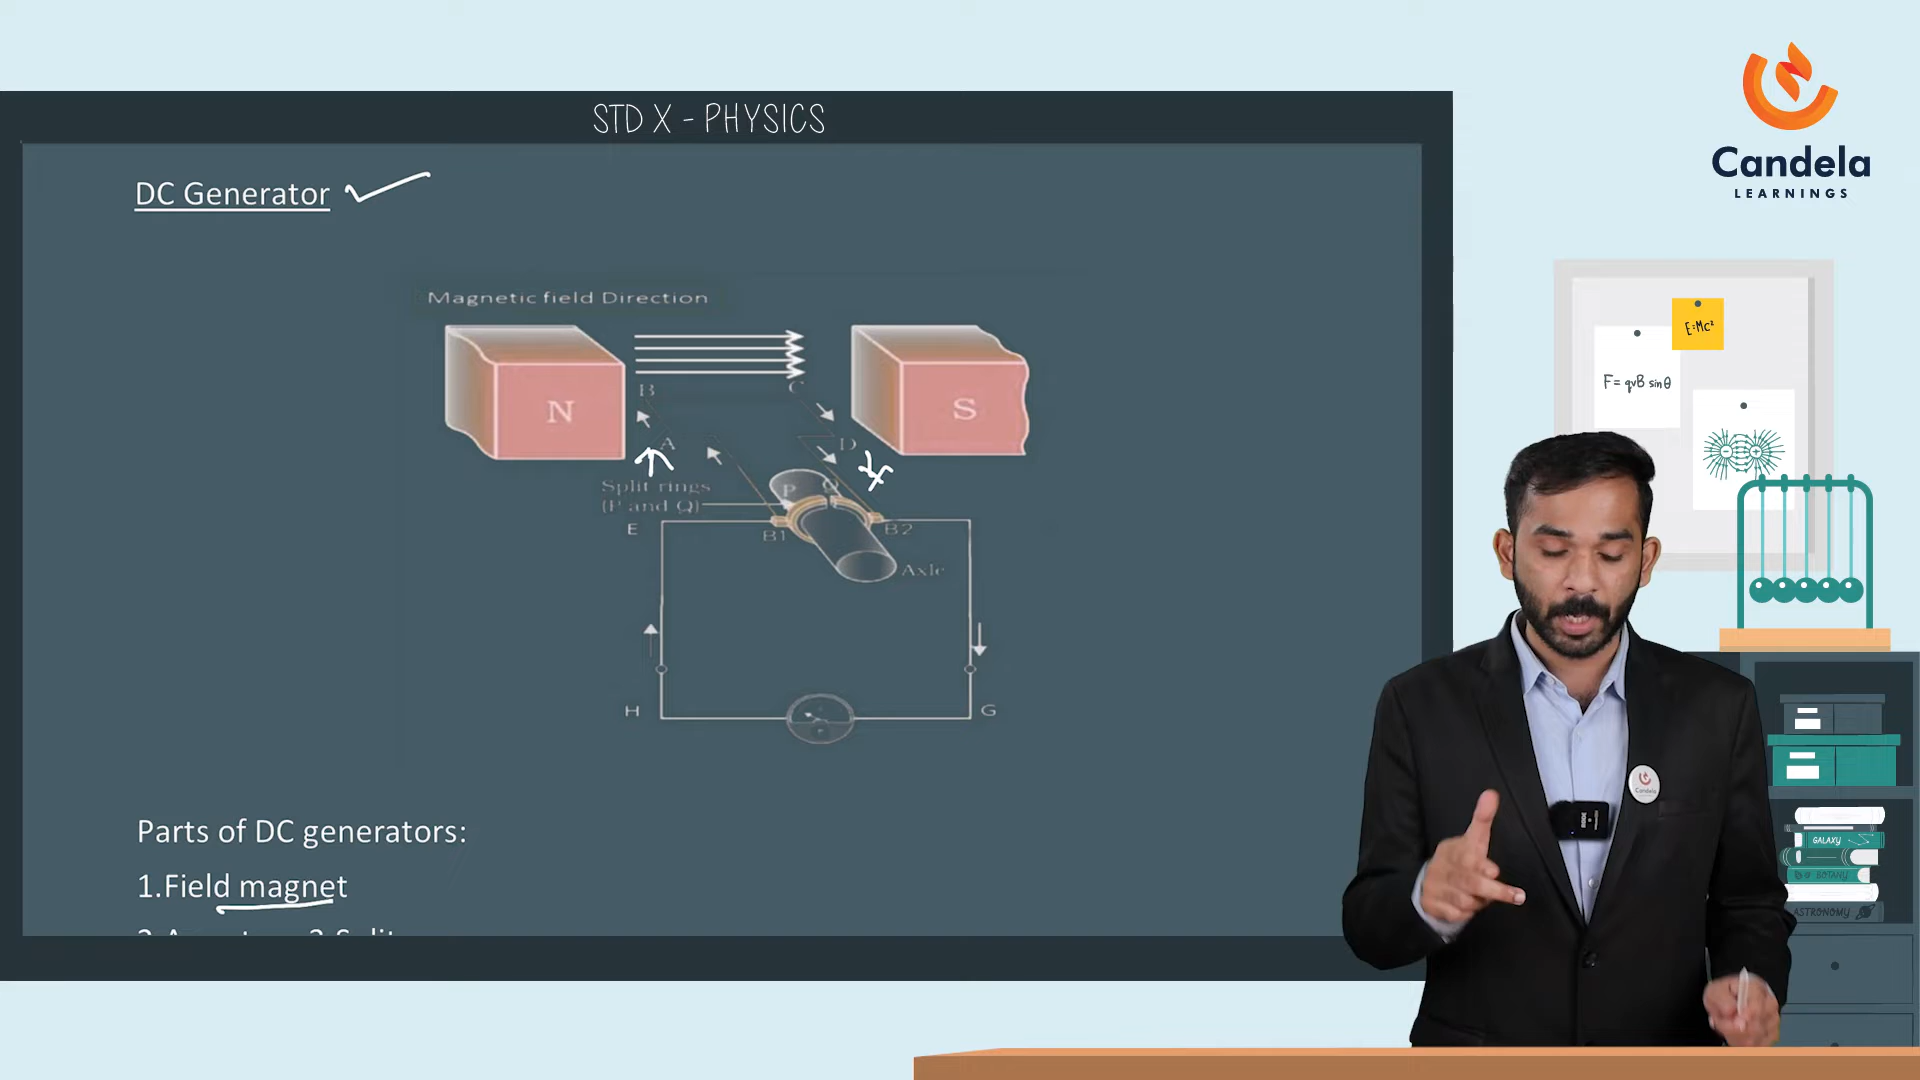 STD X - PHYSICS
Candela
LEARNINGS
DC Generator
Magnetic field Direction
N
S
B
C
A
D
Split rings
(P and Q)
P
Q
E
B1
B2
Axle
H
G
Parts of DC generators:
1.Field magnet
E=Mc²
F= qvB sinθ
Candela
GALAXY
BOTANY
ASTRONOMY